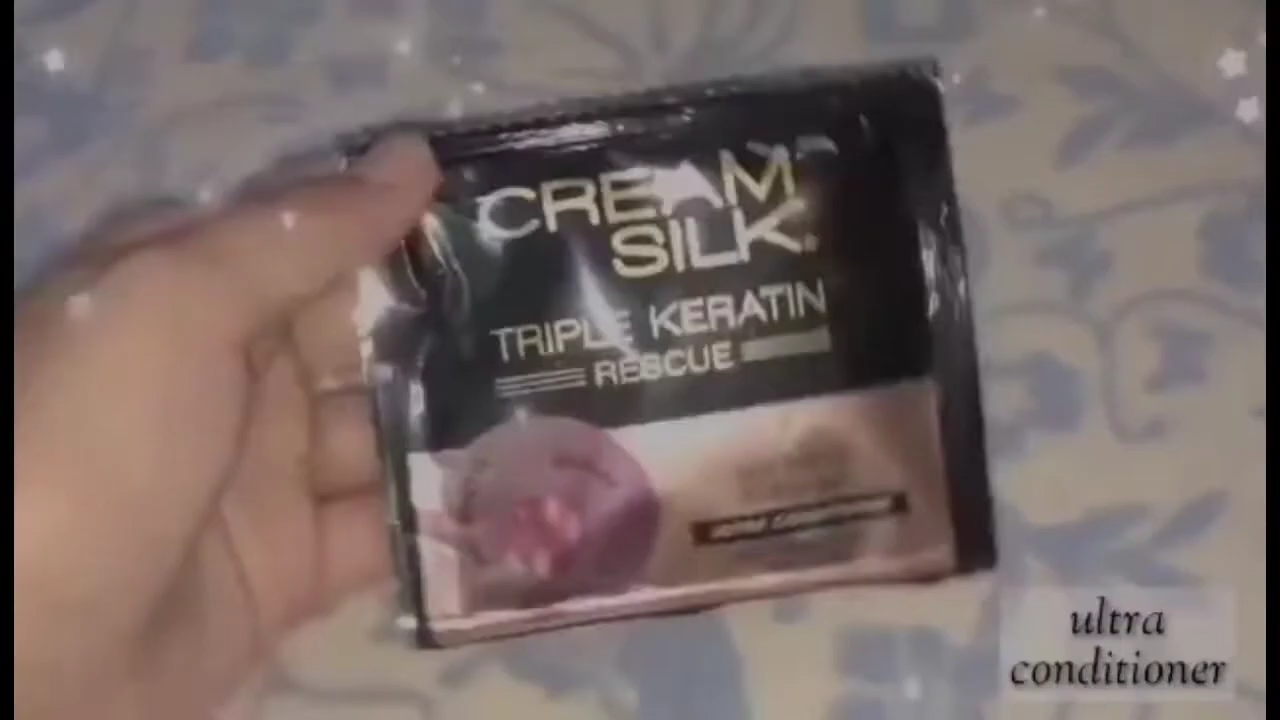 CREAM
SILK
TRIPLE KERATIN
RESCUE
ultra
conditioner